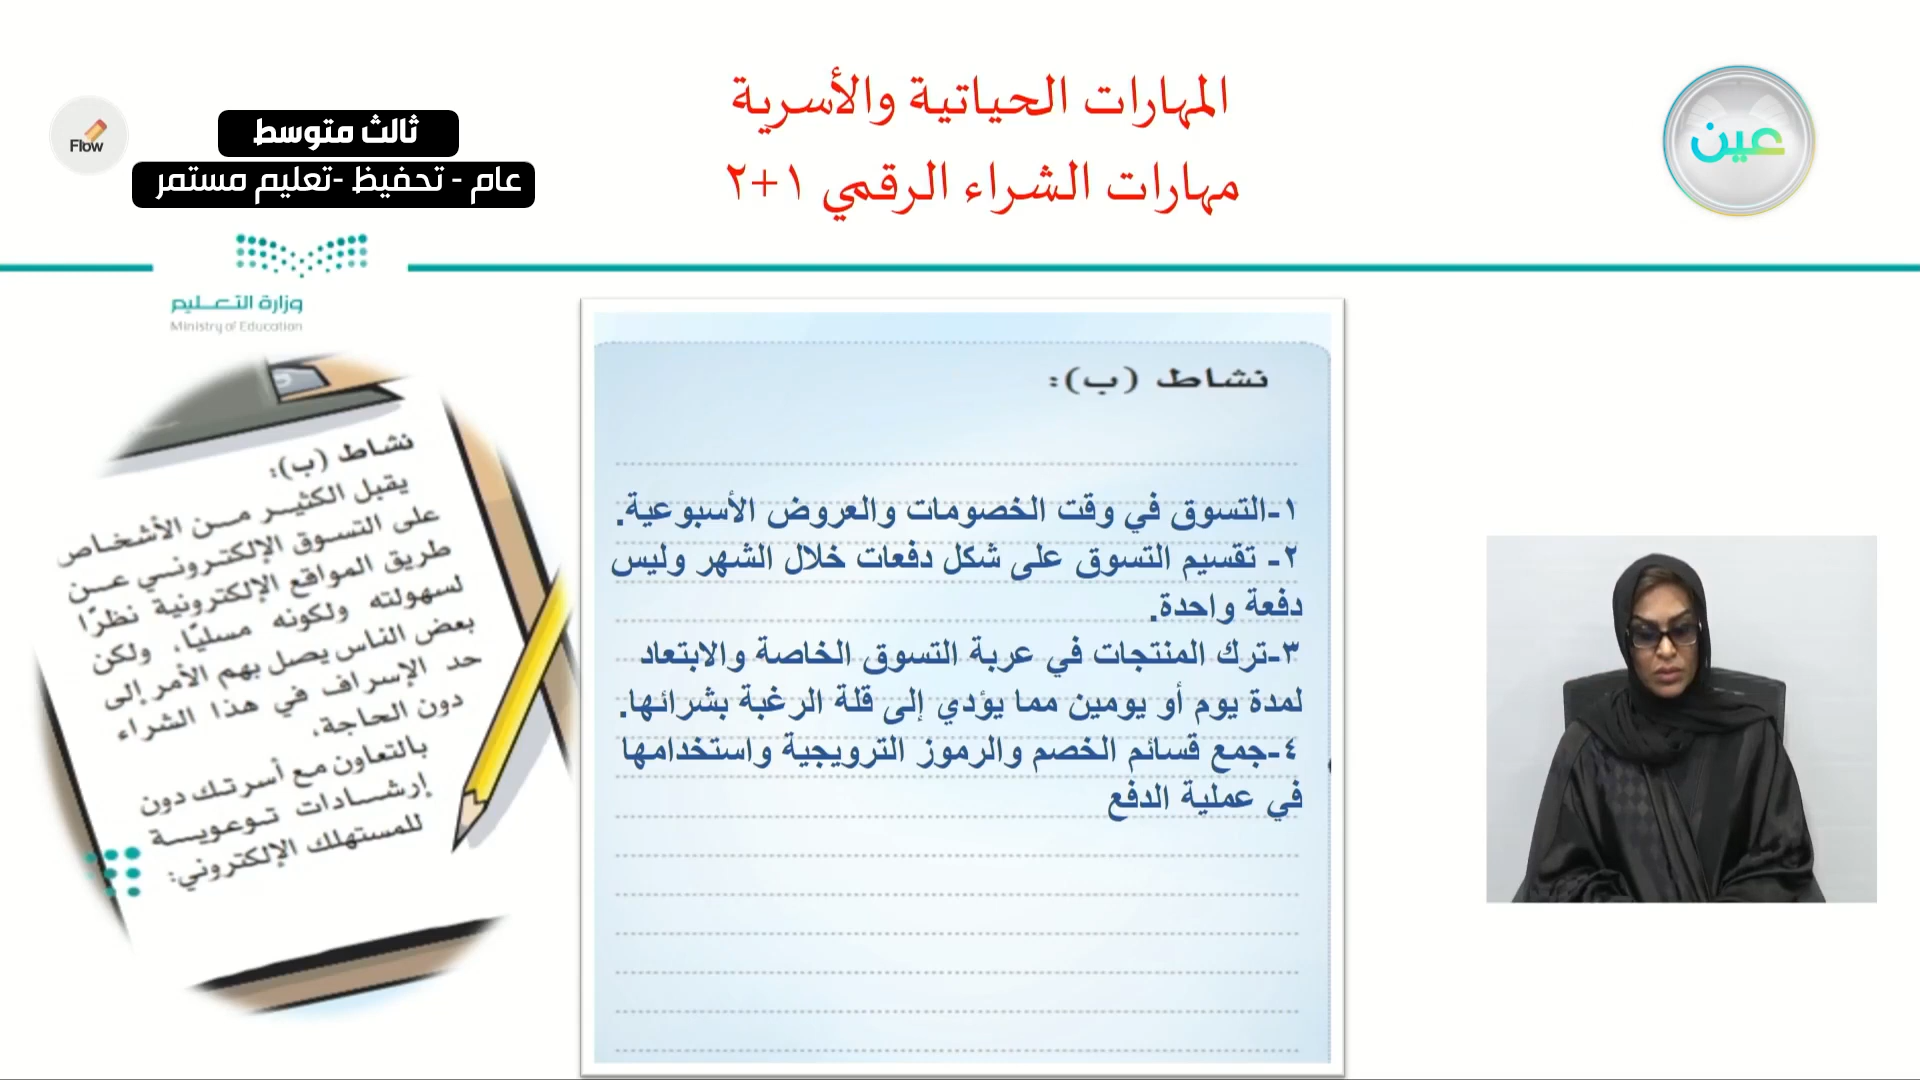 المهارات الحياتية والأسرية
مهارات الشراء الرقمي ١+٢
عين
ثالث متوسط
عام - تحفيظ -تعليم مستمر
Flow
وزارة التعليم
Ministry of Education
نشاط (ب):
١-التسوق في وقت الخصومات والعروض الأسبوعية.
٢- تقسيم التسوق على شكل دفعات خلال الشهر وليس
دفعة واحدة.
٣-ترك المنتجات في عربة التسوق الخاصة والابتعاد
لمدة يوم أو يومين مما يؤدي إلى قلة الرغبة بشرائها.
٤-جمع قسائم الخصم والرموز الترويجية واستخدامها
في عملية الدفع
نشاط (ب):
يقبل الكثير من الأشخاص
على التسوق الإلكتروني عن
طريق المواقع الإلكترونية نظرًا
لسهولته ولكونه مسليًا، ولكن
بعض الناس يصل بهم الأمر إلى
حد الإسراف في هذا الشراء
دون الحاجة،
بالتعاون مع أسرتك دون
إرشادات توعوية
للمستهلك الإلكتروني: